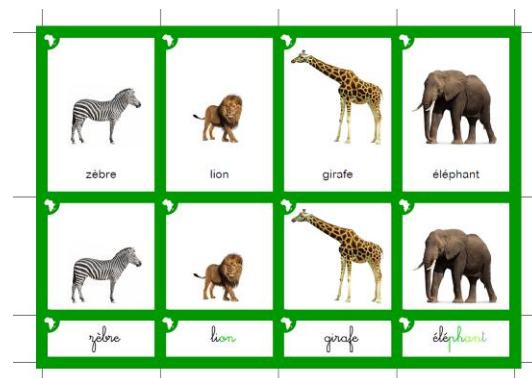 zèbre
lion
girafe
éléphant
zèbre
lion
girafe
éléphant